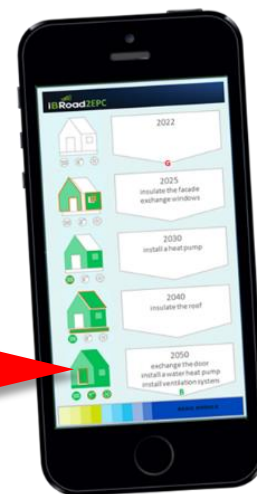 iBRoad2EPC
2022
G
2025
insulate the facade
exchange windows
2030
install a heat pump
2040
insulate the roof
2050
exchange the door
install a water heat pump
install ventilation system
B